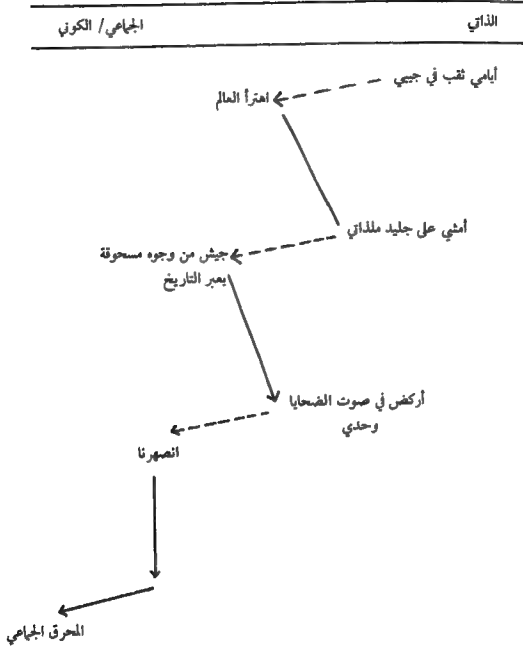 الذاتي
الجماعي/ الكوني
أيامي ثقب في جيبي
اهترأ العالم
أمشي على جليد ملذاتي
جيش من وجوه مسحوقة
يعبر التاريخ
أركض في صوت الضحايا
وحدي
انصهرنا
المحرق الجماعي